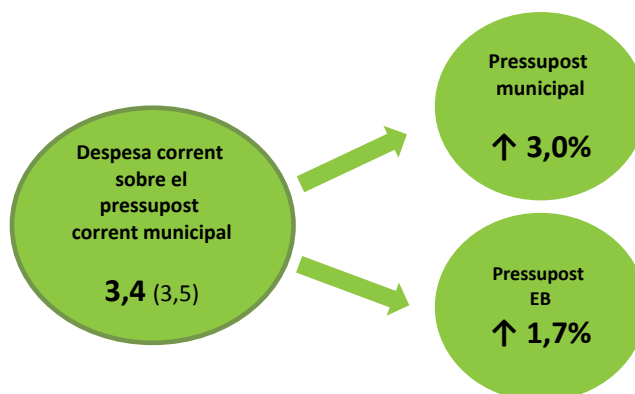 Despesa corrent
sobre el
pressupost
corrent municipal
3,4 (3,5)
Pressupost
municipal
↑ 3,0%
Pressupost
EB
↑ 1,7%